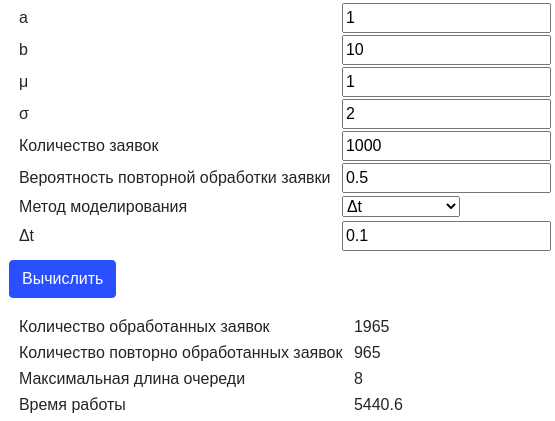 a 1
b 10
μ 1
σ 2
Количество заявок 1000
Вероятность повторной обработки заявки 0.5
Метод моделирования Δt
Δt 0.1
Вычислить
Количество обработанных заявок 1965
Количество повторно обработанных заявок 965
Максимальная длина очереди 8
Время работы 5440.6